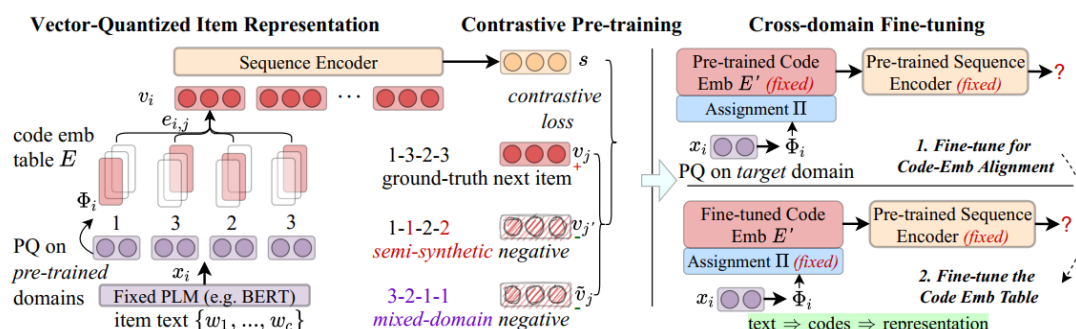 Vector-Quantized Item Representation
Sequence Encoder
v_i
e_{i,j}
code emb
table E
Φ_i
1 3 2 3
PQ on
pre-trained
domains
x_i
Fixed PLM (e.g. BERT)
item text {w_1, ..., w_c}
Contrastive Pre-training
s
contrastive
loss
1-3-2-3
v_j
+
ground-truth next item
1-1-2-2
v_{j'}
-
semi-synthetic negative
3-2-1-1
ṽ_j
-
mixed-domain negative
Cross-domain Fine-tuning
Pre-trained Code
Emb E' (fixed)
Pre-trained Sequence
Encoder (fixed)
?
Assignment Π
x_i
Φ_i
PQ on target domain
1. Fine-tune for
Code-Emb Alignment
Fine-tuned Code
Emb E'
Pre-trained Sequence
Encoder (fixed)
?
Assignment Π (fixed)
x_i
Φ_i
2. Fine-tune the
Code Emb Table
text ⇒ codes ⇒ representation